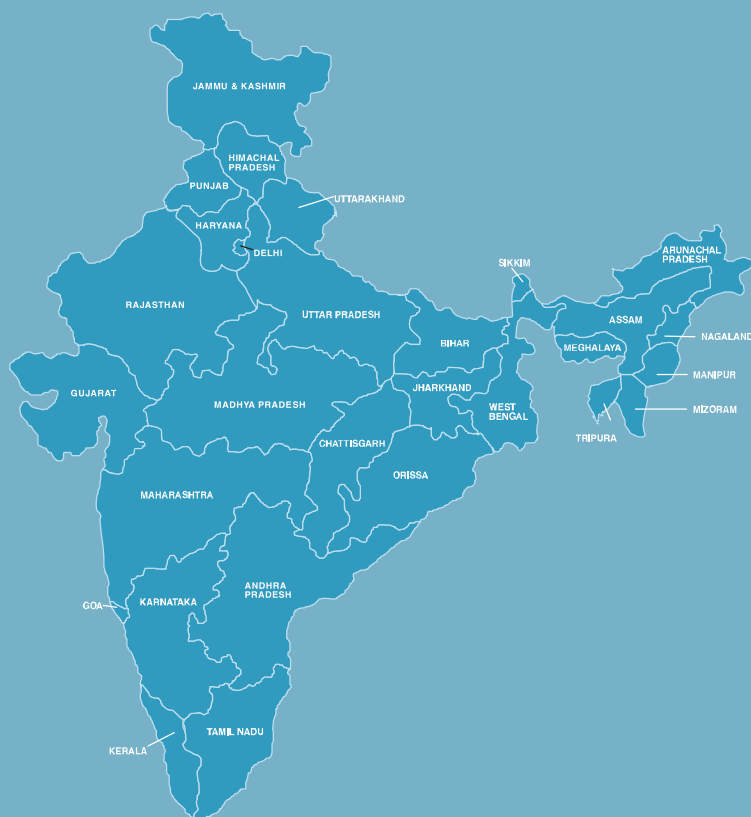 JAMMU & KASHMIR
HIMACHAL
PRADESH
PUNJAB
UTTARAKHAND
HARYANA
DELHI
SIKKIM
ARUNACHAL
PRADESH
RAJASTHAN
UTTAR PRADESH
ASSAM
NAGALAND
BIHAR
MEGHALAYA
MANIPUR
GUJARAT
JHARKHAND
MADHYA PRADESH
WEST
BENGAL
MIZORAM
TRIPURA
CHATTISGARH
ORISSA
MAHARASHTRA
ANDHRA
PRADESH
KARNATAKA
GOA
TAMIL NADU
KERALA